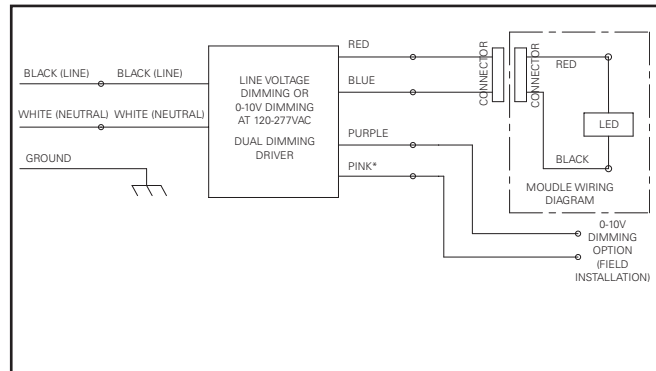 BLACK (LINE) BLACK (LINE)
WHITE (NEUTRAL) WHITE (NEUTRAL)
GROUND
LINE VOLTAGE
DIMMING OR
0-10V DIMMING
AT 120-277VAC
DUAL DIMMING
DRIVER
RED
BLUE
PURPLE
PINK*
CONNECTOR
CONNECTOR
RED
LED
BLACK
MOUDLE WIRING
DIAGRAM
0-10V
DIMMING
OPTION
(FIELD
INSTALLATION)